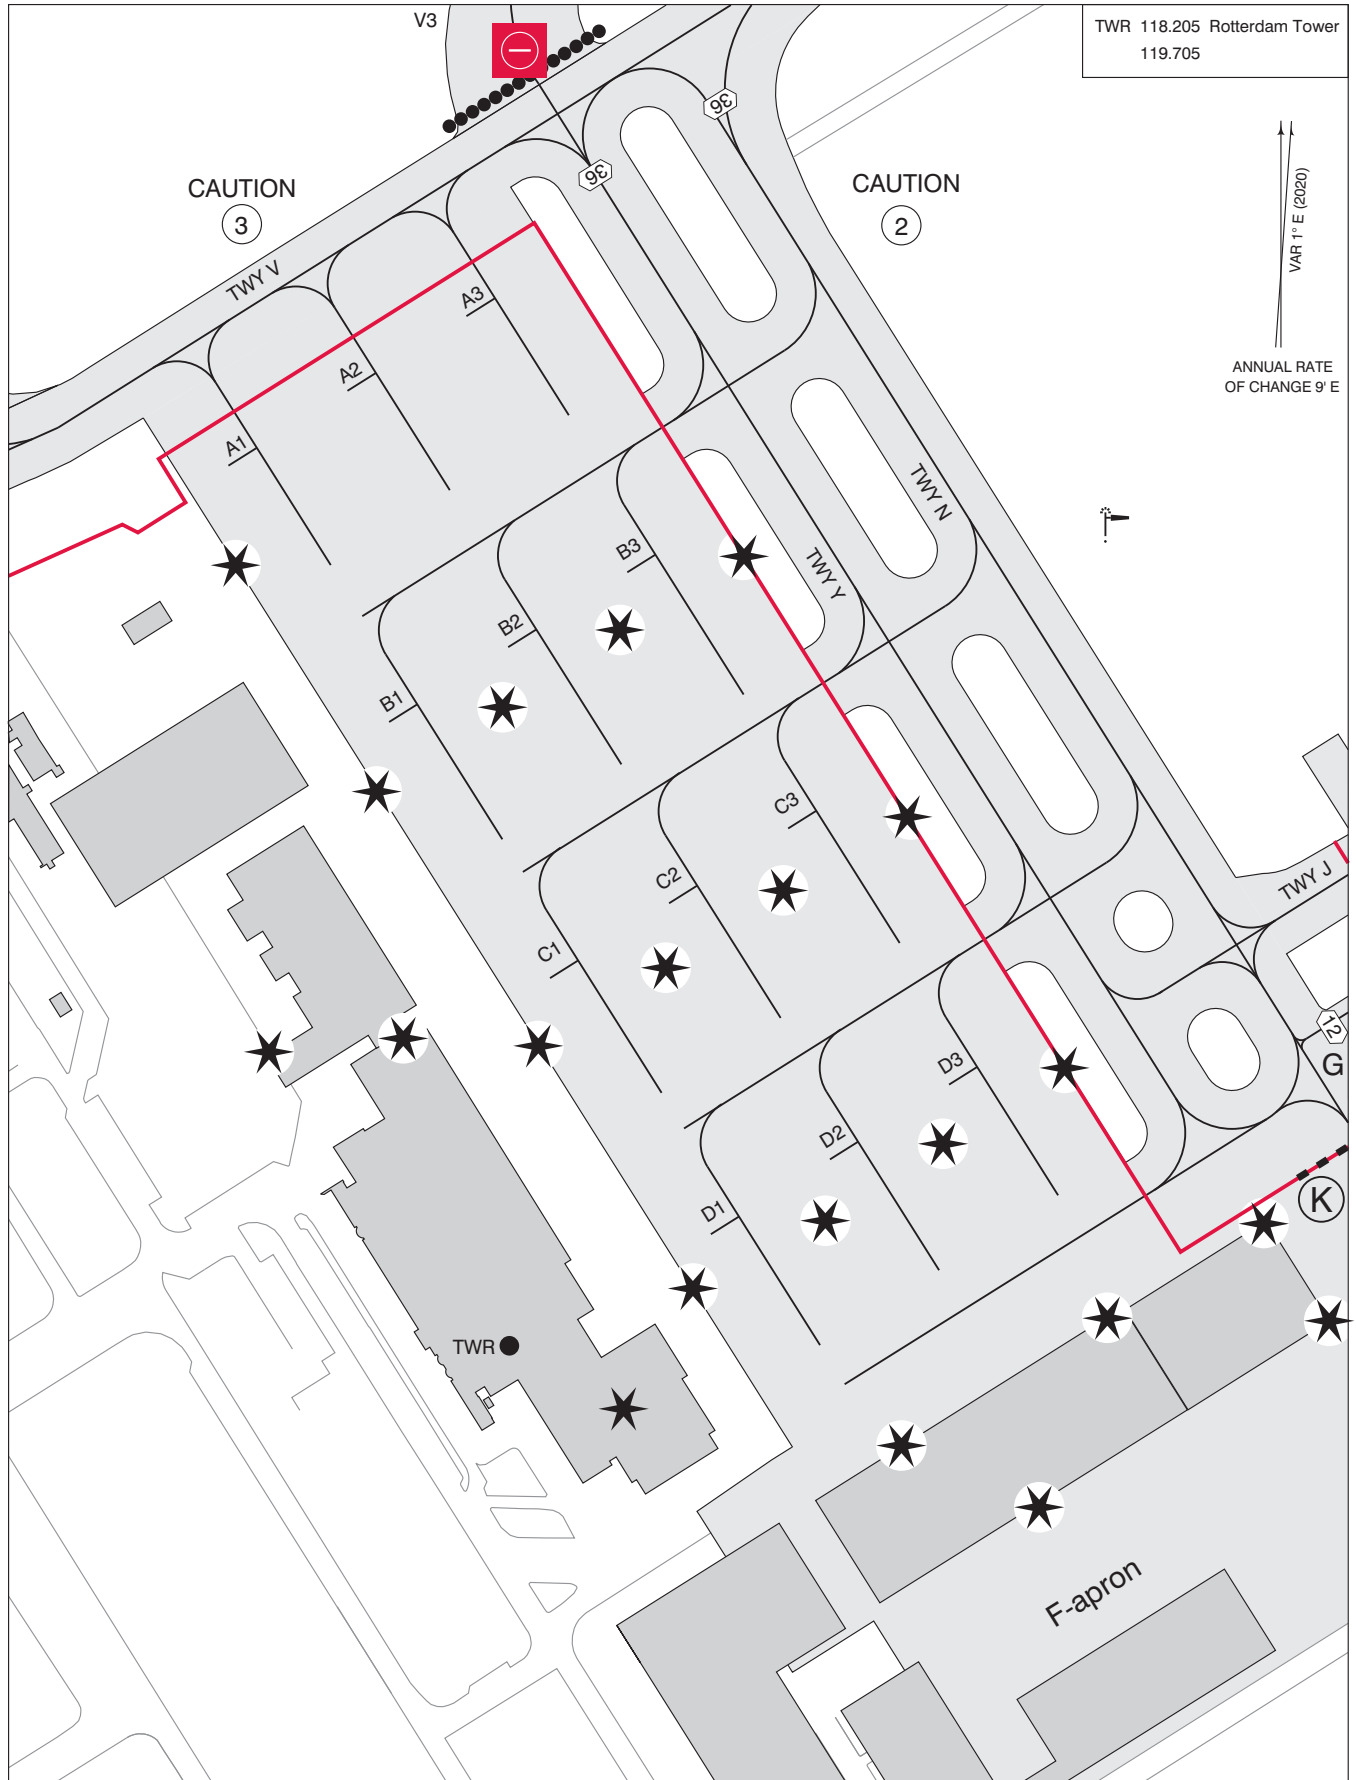 V3
TWR 118.205 Rotterdam Tower
119.705
36
36
CAUTION
3
CAUTION
2
VAR 1° E (2020)
ANNUAL RATE
OF CHANGE 9' E
TWY V
A3
A2
A1
TWY N
TWY Y
B3
B2
B1
C3
C2
C1
TWY J
12
G
D3
D2
D1
K
TWR
F-apron